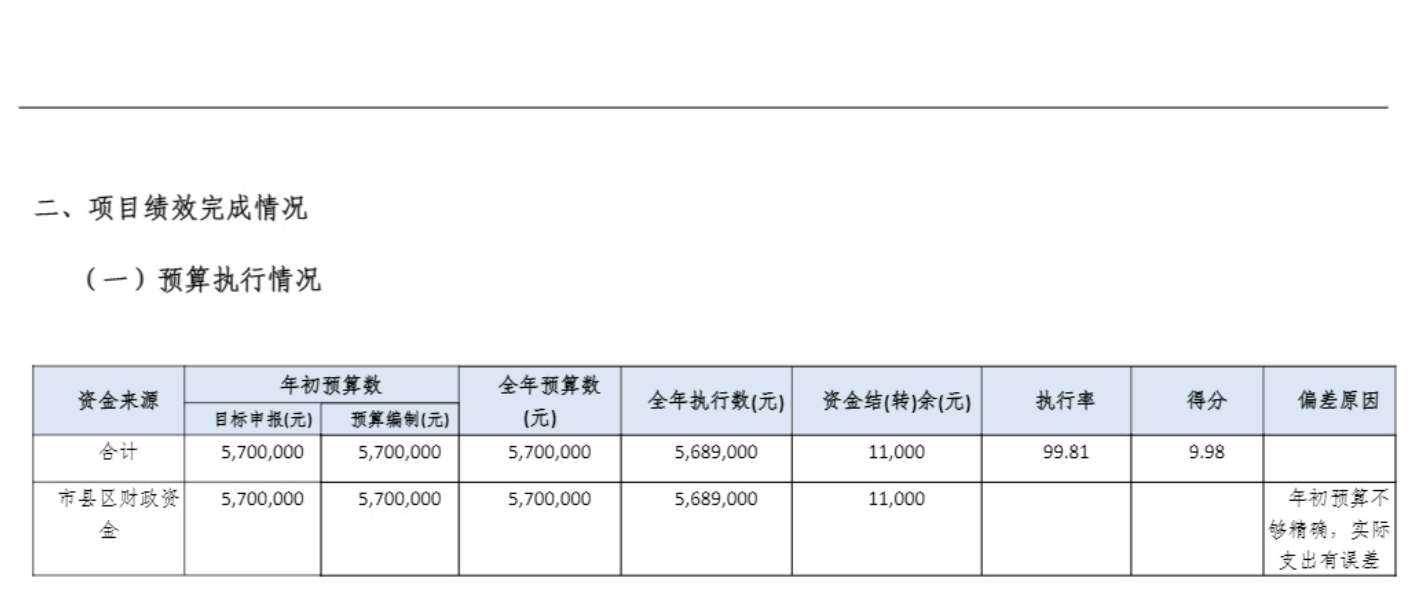 二、项目绩效完成情况
（一）预算执行情况
资金来源 年初预算数 全年预算数(元) 全年执行数(元) 资金结(转)余(元) 执行率 得分 偏差原因
目标申报(元) 预算编制(元)
合计 5,700,000 5,700,000 5,700,000 5,689,000 11,000 99.81 9.98
市县区财政资金 5,700,000 5,700,000 5,700,000 5,689,000 11,000 年初预算不够精确，实际支出有误差